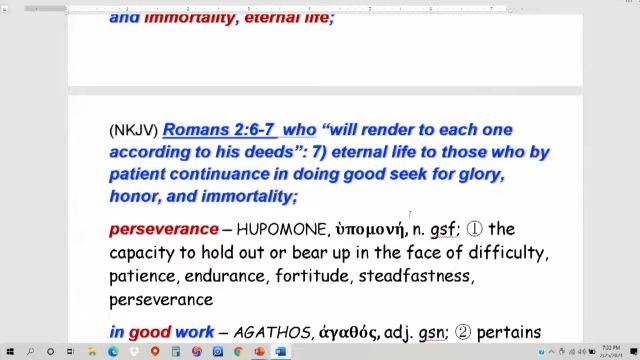 and immortality, eternal life;
(NKJV) Romans 2:6-7 who “will render to each one
according to his deeds”: 7) eternal life to those who by
patient continuance in doing good seek for glory,
honor, and immortality;
perseverance – HUPOMONE, ὑπομονή, n. gsf; ① the
capacity to hold out or bear up in the face of difficulty,
patience, endurance, fortitude, steadfastness,
perseverance
in good work – AGATHOS, ἀγαθός, adj. gsn; ② pertains
7:33 PM